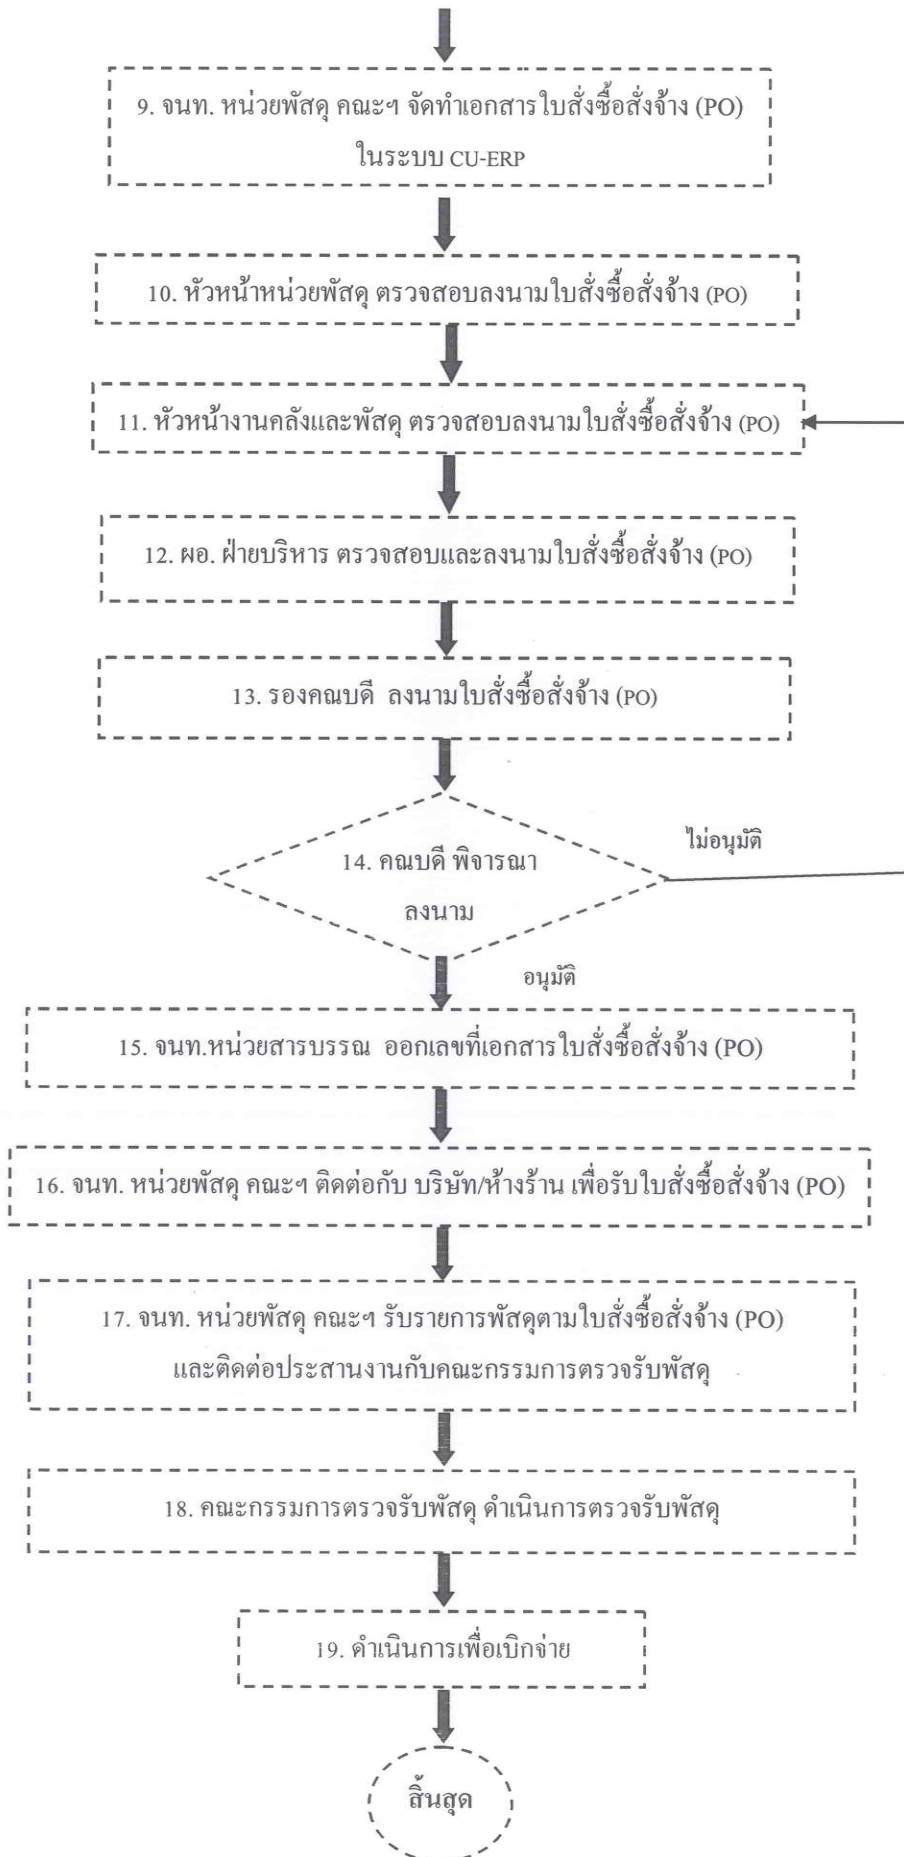 9. จนท. หน่วยพัสดุ คณะฯ จัดทำเอกสารใบสั่งซื้อสั่งจ้าง (PO)
ในระบบ CU-ERP
10. หัวหน้าหน่วยพัสดุ ตรวจสอบลงนามใบสั่งซื้อสั่งจ้าง (PO)
11. หัวหน้างานคลังและพัสดุ ตรวจสอบลงนามใบสั่งซื้อสั่งจ้าง (PO)
12. ผอ. ฝ่ายบริหาร ตรวจสอบและลงนามใบสั่งซื้อสั่งจ้าง (PO)
13. รองคณบดี ลงนามใบสั่งซื้อสั่งจ้าง (PO)
ไม่อนุมัติ
14. คณบดี พิจารณา
ลงนาม
อนุมัติ
15. จนท.หน่วยสารบรรณ ออกเลขที่เอกสารใบสั่งซื้อสั่งจ้าง (PO)
16. จนท. หน่วยพัสดุ คณะฯ ติดต่อกับ บริษัท/ห้างร้าน เพื่อรับใบสั่งซื้อสั่งจ้าง (PO)
17. จนท. หน่วยพัสดุ คณะฯ รับรายการพัสดุตามใบสั่งซื้อสั่งจ้าง (PO)
และติดต่อประสานงานกับคณะกรรมการตรวจรับพัสดุ
18. คณะกรรมการตรวจรับพัสดุ ดำเนินการตรวจรับพัสดุ
19. ดำเนินการเพื่อเบิกจ่าย
สิ้นสุด